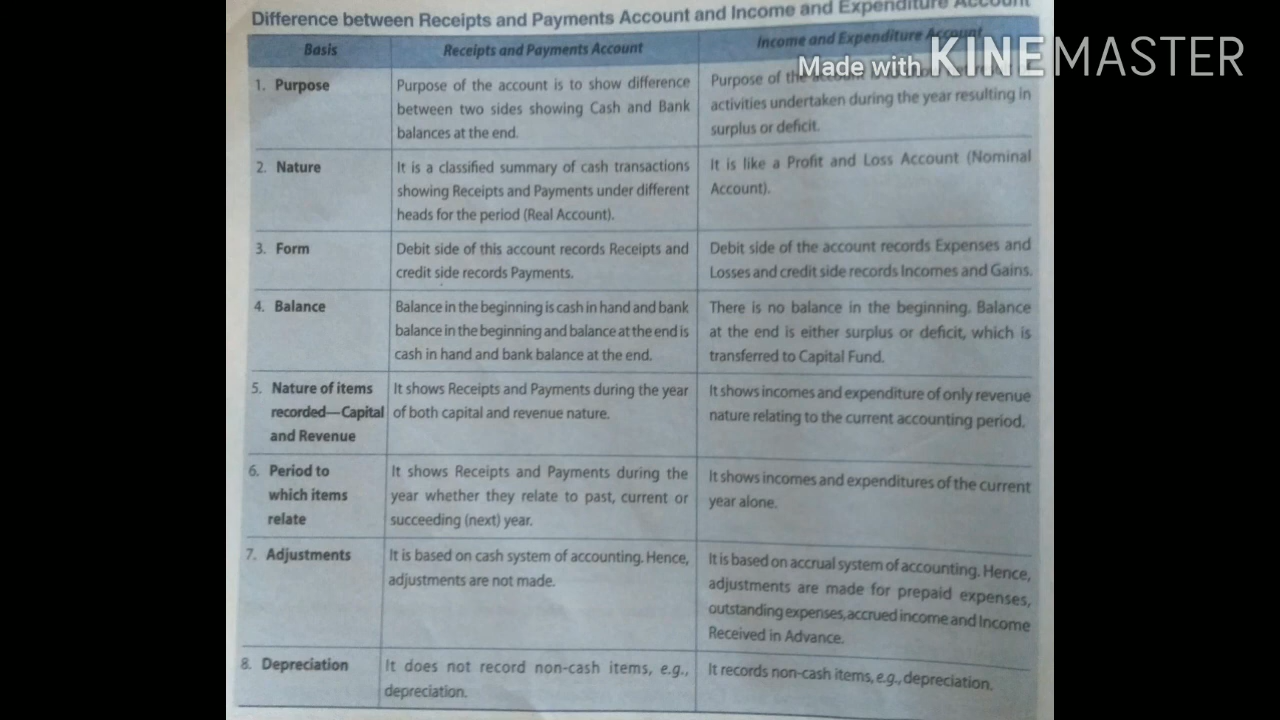 Difference between Receipts and Payments Account and Income and Expenditure Account
Basis
Receipts and Payments Account
Income and Expenditure Account
Made with KINEMASTER
1. Purpose
Purpose of the account is to show difference
between two sides showing Cash and Bank
balances at the end.
Purpose of the
activities undertaken during the year resulting in
surplus or deficit.
2. Nature
It is a classified summary of cash transactions
showing Receipts and Payments under different
heads for the period (Real Account).
It is like a Profit and Loss Account (Nominal
Account).
3. Form
Debit side of this account records Receipts and
credit side records Payments.
Debit side of the account records Expenses and
Losses and credit side records Incomes and Gains.
4. Balance
Balance in the beginning is cash in hand and bank
balance in the beginning and balance at the end is
cash in hand and bank balance at the end.
There is no balance in the beginning. Balance
at the end is either surplus or deficit, which is
transferred to Capital Fund.
5. Nature of items
recorded—Capital
and Revenue
It shows Receipts and Payments during the year
of both capital and revenue nature.
It shows incomes and expenditure of only revenue
nature relating to the current accounting period.
6. Period to
which items
relate
It shows Receipts and Payments during the
year whether they relate to past, current or
succeeding (next) year.
It shows incomes and expenditures of the current
year alone.
7. Adjustments
It is based on cash system of accounting. Hence,
adjustments are not made.
It is based on accrual system of accounting. Hence,
adjustments are made for prepaid expenses,
outstanding expenses, accrued income and Income
Received in Advance.
8. Depreciation
It does not record non-cash items, e.g.,
depreciation.
It records non-cash items, e.g., depreciation.